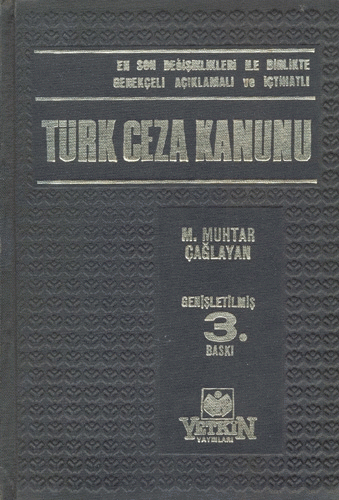 EN SON DEĞİŞİKLİKLERİ İLE BİRLİKTE
GEREKÇELİ AÇIKLAMALI ve İÇTİHATLI
TÜRK CEZA KANUNU
M. MUHTAR
ÇAĞLAYAN
GENİŞLETİLMİŞ
3.
BASKI
YETKİN
YAYINLARI